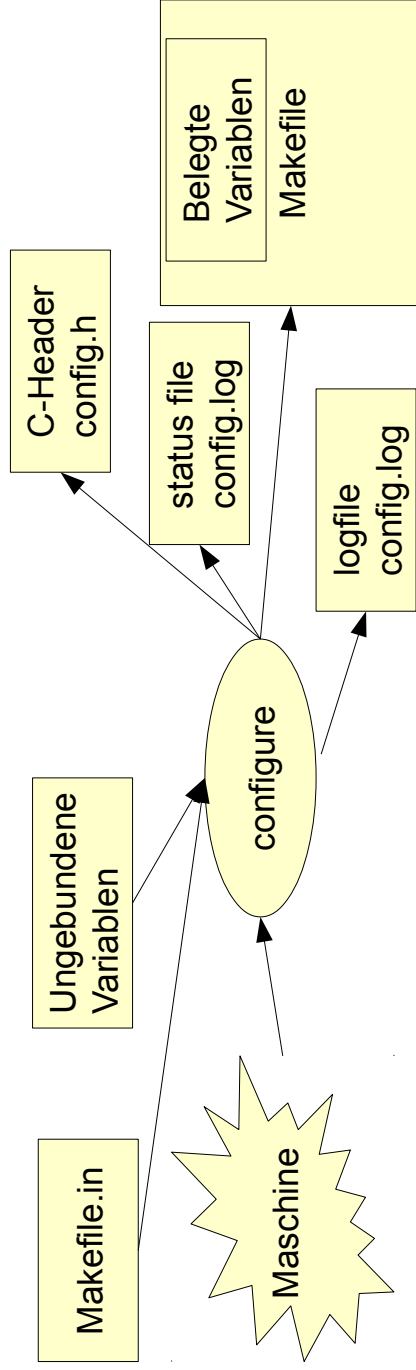 Makefile.in
Ungebundene
Variablen
Maschine
configure
C-Header
config.h
status file
config.log
logfile
config.log
Belegte
Variablen
Makefile